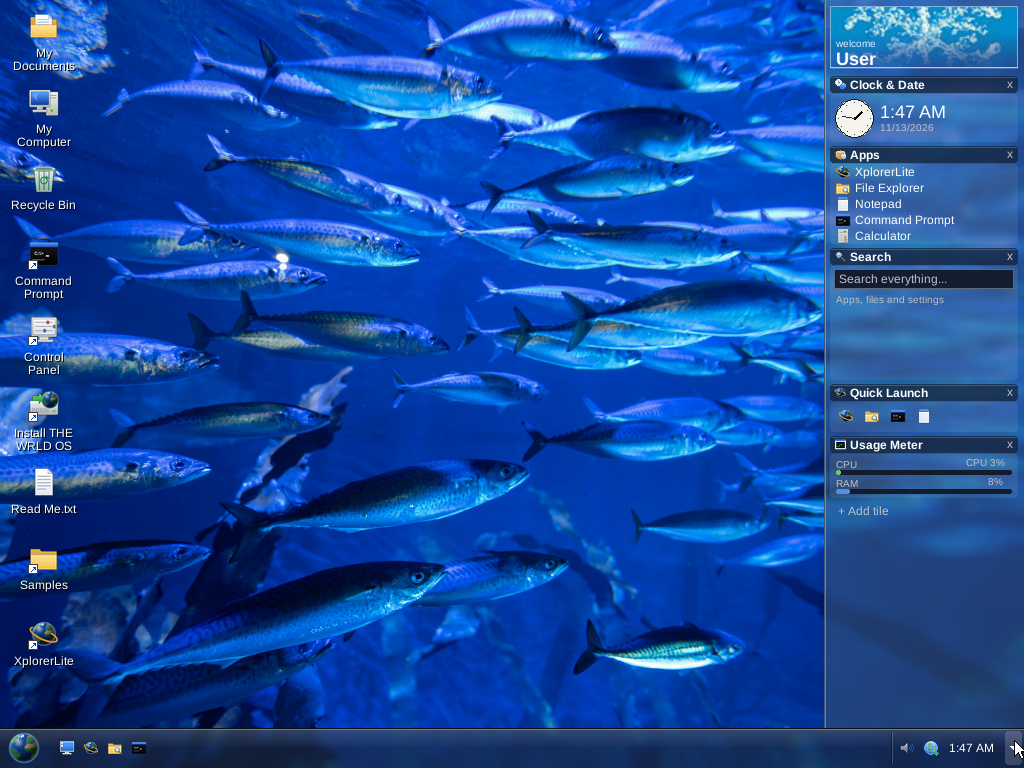 My
Documents
My
Computer
Recycle Bin
Command
Prompt
Control
Panel
Install THE
WRLD OS
Read Me.txt
Samples
XplorerLite
welcome
User
Clock & Date X
1:47 AM
11/13/2026
Apps X
XplorerLite
File Explorer
Notepad
Command Prompt
Calculator
Search X
Search everything...
Apps, files and settings
Quick Launch X
Usage Meter X
CPU CPU 3%
RAM 8%
+ Add tile
1:47 AM